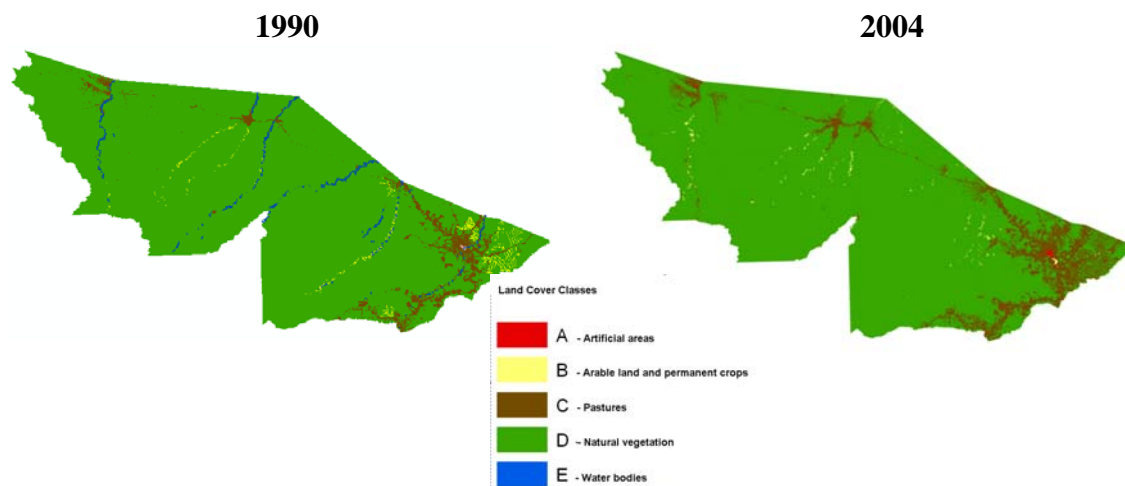 1990
2004
Land Cover Classes
A - Artificial areas
B - Arable land and permanent crops
C - Pastures
D - Natural vegetation
E - Water bodies